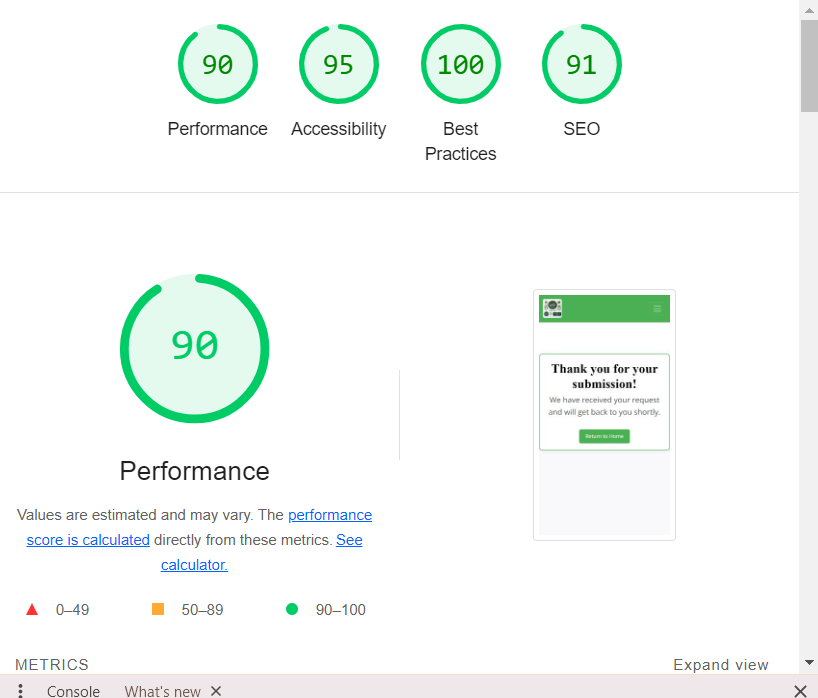 90
95
100
91
Performance
Accessibility
Best
Practices
SEO
90
Performance
Values are estimated and may vary. The performance
score is calculated directly from these metrics. See
calculator.
0–49
50–89
90–100
Thank you for your
submission!
We have received your request
and will get back to you shortly.
Return to Home
METRICS
Expand view
Console
What's new